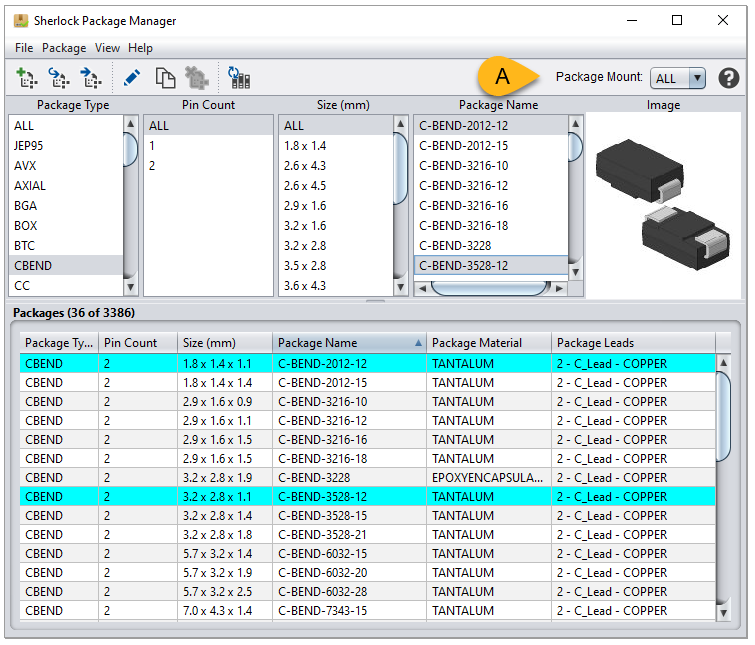 Sherlock Package Manager
File Package View Help
A Package Mount: ALL ?
Package Type Pin Count Size (mm) Package Name Image
ALL ALL ALL C-BEND-2012-12
JEP95 1 1.8 x 1.4 C-BEND-2012-15
AVX 2 2.6 x 4.3 C-BEND-3216-10
AXIAL 2.6 x 4.5 C-BEND-3216-12
BGA 2.9 x 1.6 C-BEND-3216-16
BOX 3.2 x 1.6 C-BEND-3216-18
BTC 3.2 x 2.8 C-BEND-3228
CBEND 3.5 x 2.8 C-BEND-3528-12
CC 3.6 x 4.3
Packages (36 of 3386)
Package Ty... Pin Count Size (mm) Package Name Package Material Package Leads
CBEND 2 1.8 x 1.4 x 1.1 C-BEND-2012-12 TANTALUM 2 - C_Lead - COPPER
CBEND 2 1.8 x 1.4 x 1.4 C-BEND-2012-15 TANTALUM 2 - C_Lead - COPPER
CBEND 2 2.9 x 1.6 x 0.9 C-BEND-3216-10 TANTALUM 2 - C_Lead - COPPER
CBEND 2 2.9 x 1.6 x 1.1 C-BEND-3216-12 TANTALUM 2 - C_Lead - COPPER
CBEND 2 2.9 x 1.6 x 1.5 C-BEND-3216-16 TANTALUM 2 - C_Lead - COPPER
CBEND 2 2.9 x 1.6 x 1.5 C-BEND-3216-18 TANTALUM 2 - C_Lead - COPPER
CBEND 2 3.2 x 2.8 x 1.9 C-BEND-3228 EPOXYENCAPSULA... 2 - C_Lead - COPPER
CBEND 2 3.2 x 2.8 x 1.1 C-BEND-3528-12 TANTALUM 2 - C_Lead - COPPER
CBEND 2 3.2 x 2.8 x 1.4 C-BEND-3528-15 TANTALUM 2 - C_Lead - COPPER
CBEND 2 3.2 x 2.8 x 1.8 C-BEND-3528-21 TANTALUM 2 - C_Lead - COPPER
CBEND 2 5.7 x 3.2 x 1.4 C-BEND-6032-15 TANTALUM 2 - C_Lead - COPPER
CBEND 2 5.7 x 3.2 x 1.9 C-BEND-6032-20 TANTALUM 2 - C_Lead - COPPER
CBEND 2 5.7 x 3.2 x 2.5 C-BEND-6032-28 TANTALUM 2 - C_Lead - COPPER
CBEND 2 7.0 x 4.3 x 1.4 C-BEND-7343-15 TANTALUM 2 - C_Lead - COPPER